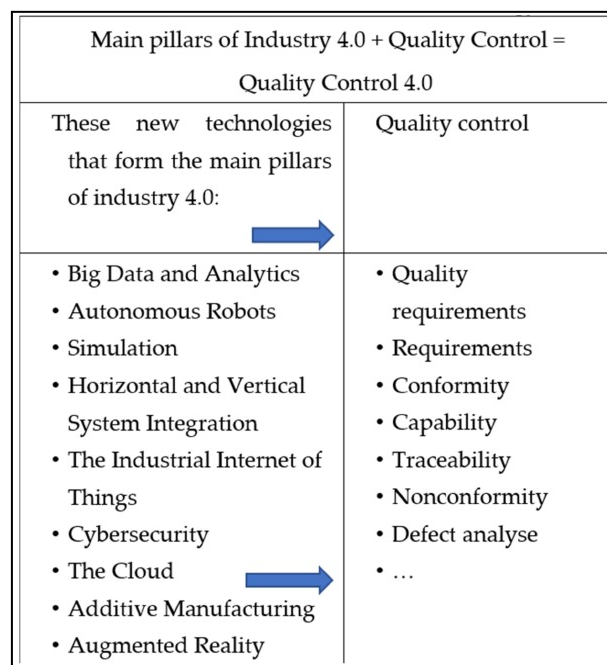 Main pillars of Industry 4.0 + Quality Control =
Quality Control 4.0
These new technologies
that form the main pillars
of industry 4.0:
Quality control
• Big Data and Analytics
• Autonomous Robots
• Simulation
• Horizontal and Vertical
System Integration
• The Industrial Internet of
Things
• Cybersecurity
• The Cloud
• Additive Manufacturing
• Augmented Reality
• Quality
requirements
• Requirements
• Conformity
• Capability
• Traceability
• Nonconformity
• Defect analyse
• …